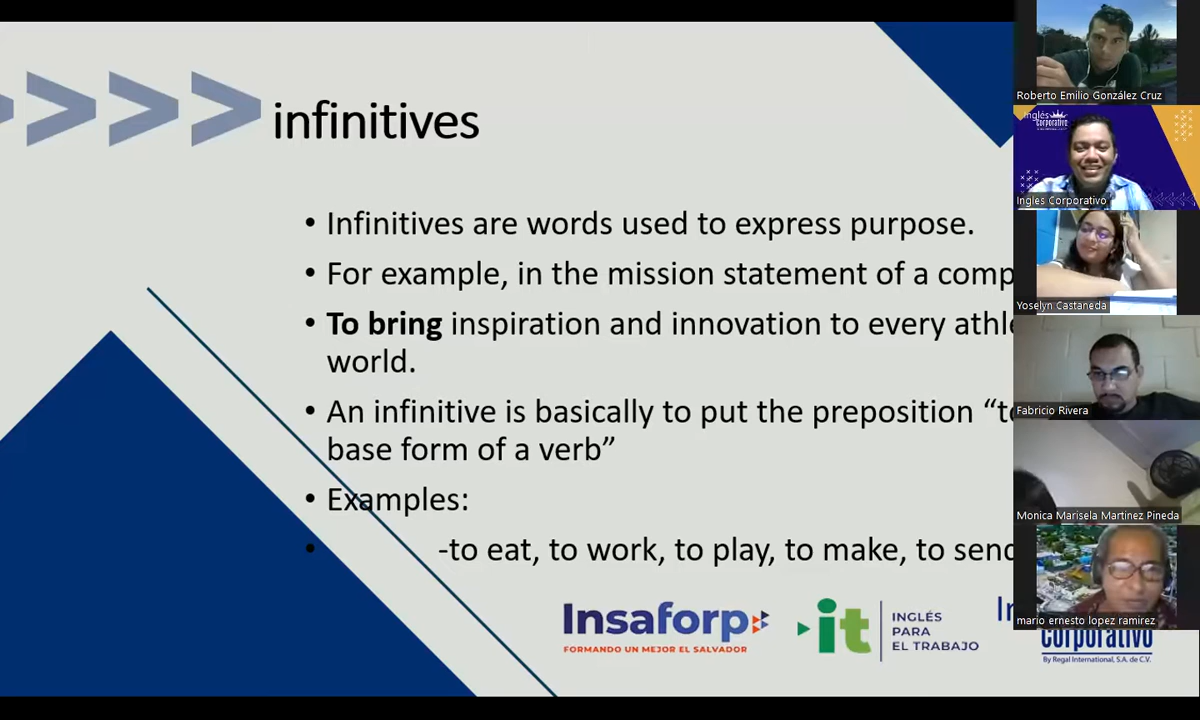 infinitives
• Infinitives are words used to express purpose.
• For example, in the mission statement of a comp
• To bring inspiration and innovation to every athle
world.
• An infinitive is basically to put the preposition “to
base form of a verb”
• Examples:
• -to eat, to work, to play, to make, to send
Insaforp
FORMANDO UN MEJOR EL SALVADOR
it
INGLÉS
PARA
EL TRABAJO
In
corporativo
By Regal International, S.A. de C.V.
Roberto Emilio González Cruz
Inglés
corporativo
Ingles Corporativo
Yoselyn Castaneda
Fabricio Rivera
Monica Marisela Martinez Pineda
mario ernesto lopez ramirez